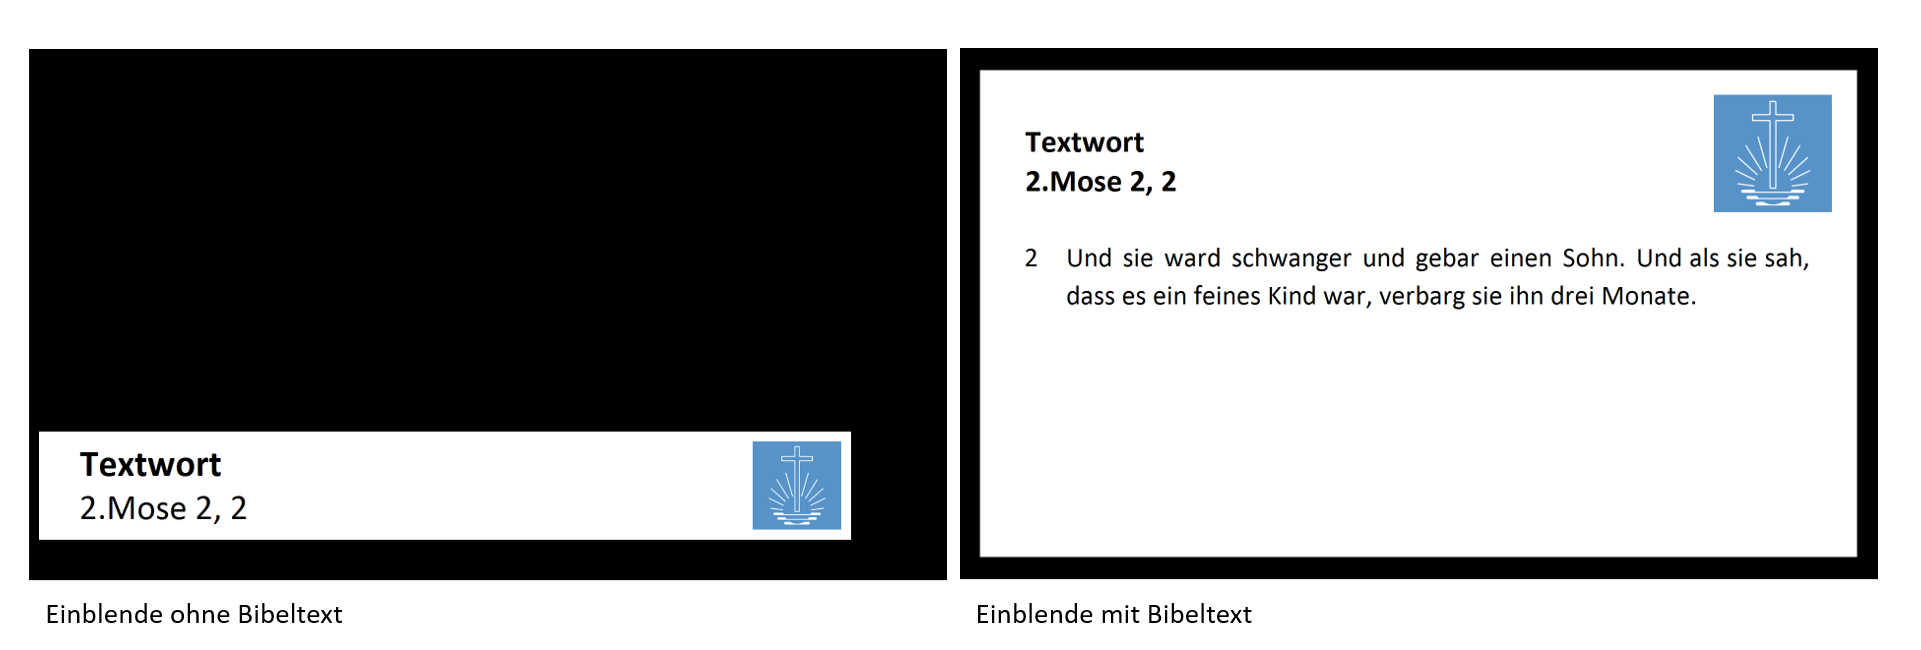 Textwort
2.Mose 2, 2
Einblende ohne Bibeltext
Textwort
2.Mose 2, 2
2 Und sie ward schwanger und gebar einen Sohn. Und als sie sah,
dass es ein feines Kind war, verbarg sie ihn drei Monate.
Einblende mit Bibeltext